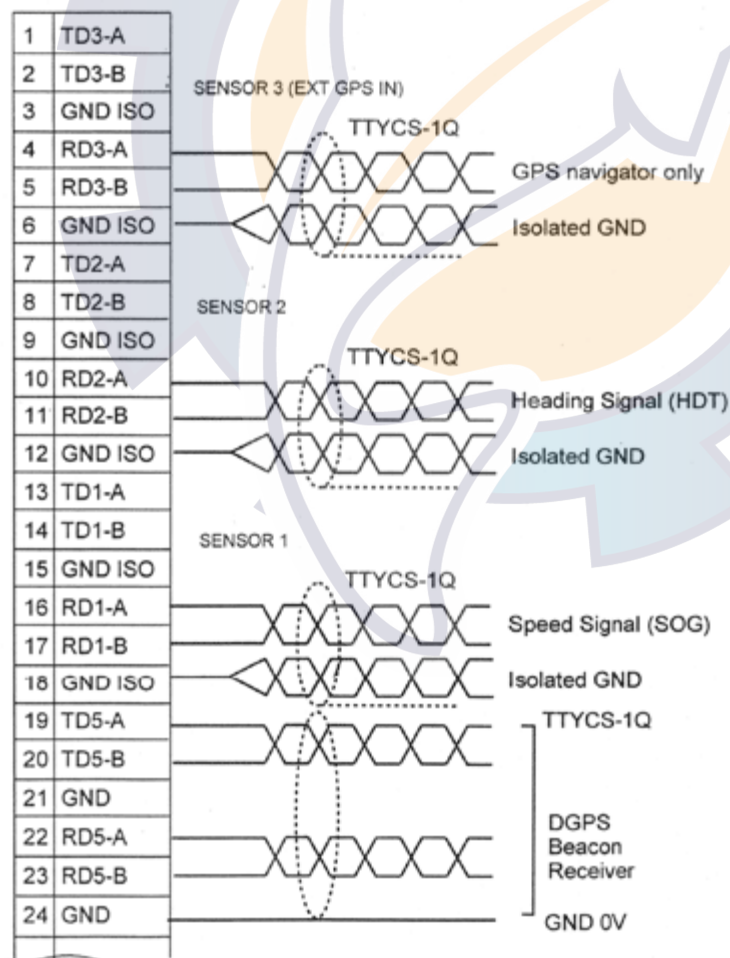 1 TD3-A
2 TD3-B
SENSOR 3 (EXT GPS IN)
3 GND ISO
TTYCS-1Q
4 RD3-A
GPS navigator only
5 RD3-B
6 GND ISO
Isolated GND
7 TD2-A
8 TD2-B
SENSOR 2
9 GND ISO
TTYCS-1Q
10 RD2-A
Heading Signal (HDT)
11 RD2-B
12 GND ISO
Isolated GND
13 TD1-A
14 TD1-B
SENSOR 1
15 GND ISO
TTYCS-1Q
16 RD1-A
Speed Signal (SOG)
17 RD1-B
18 GND ISO
Isolated GND
19 TD5-A
TTYCS-1Q
20 TD5-B
21 GND
22 RD5-A
DGPS
Beacon
Receiver
23 RD5-B
24 GND
GND 0V